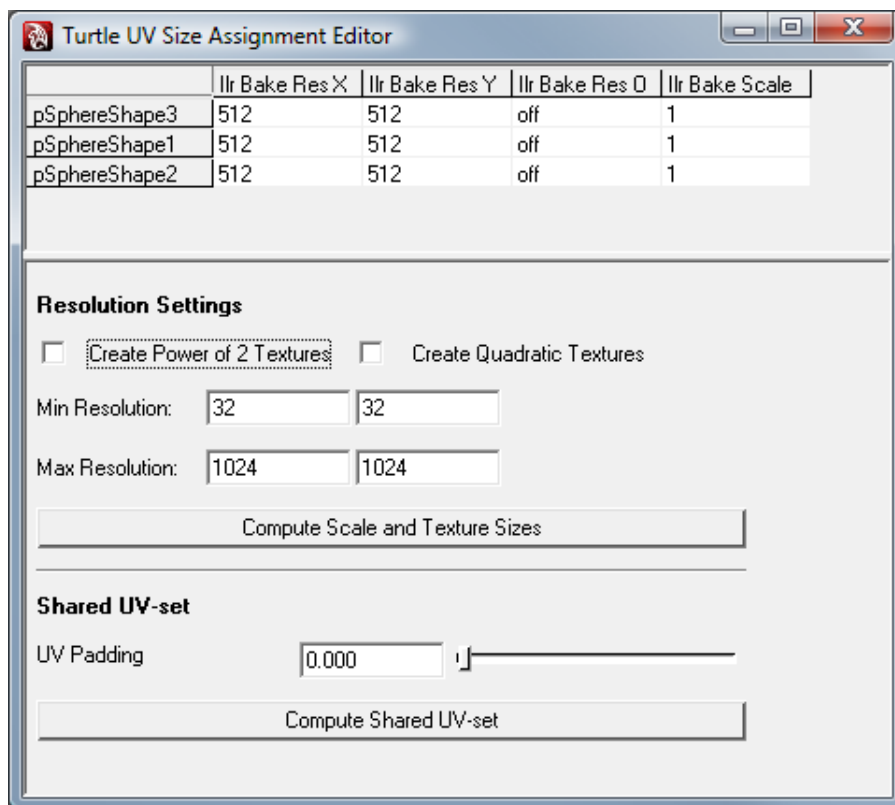 Turtle UV Size Assignment Editor
Ilr Bake Res X Ilr Bake Res Y Ilr Bake Res O Ilr Bake Scale
pSphereShape3 512 512 off 1
pSphereShape1 512 512 off 1
pSphereShape2 512 512 off 1
Resolution Settings
Create Power of 2 Textures Create Quadratic Textures
Min Resolution: 32 32
Max Resolution: 1024 1024
Compute Scale and Texture Sizes
Shared UV-set
UV Padding 0.000
Compute Shared UV-set